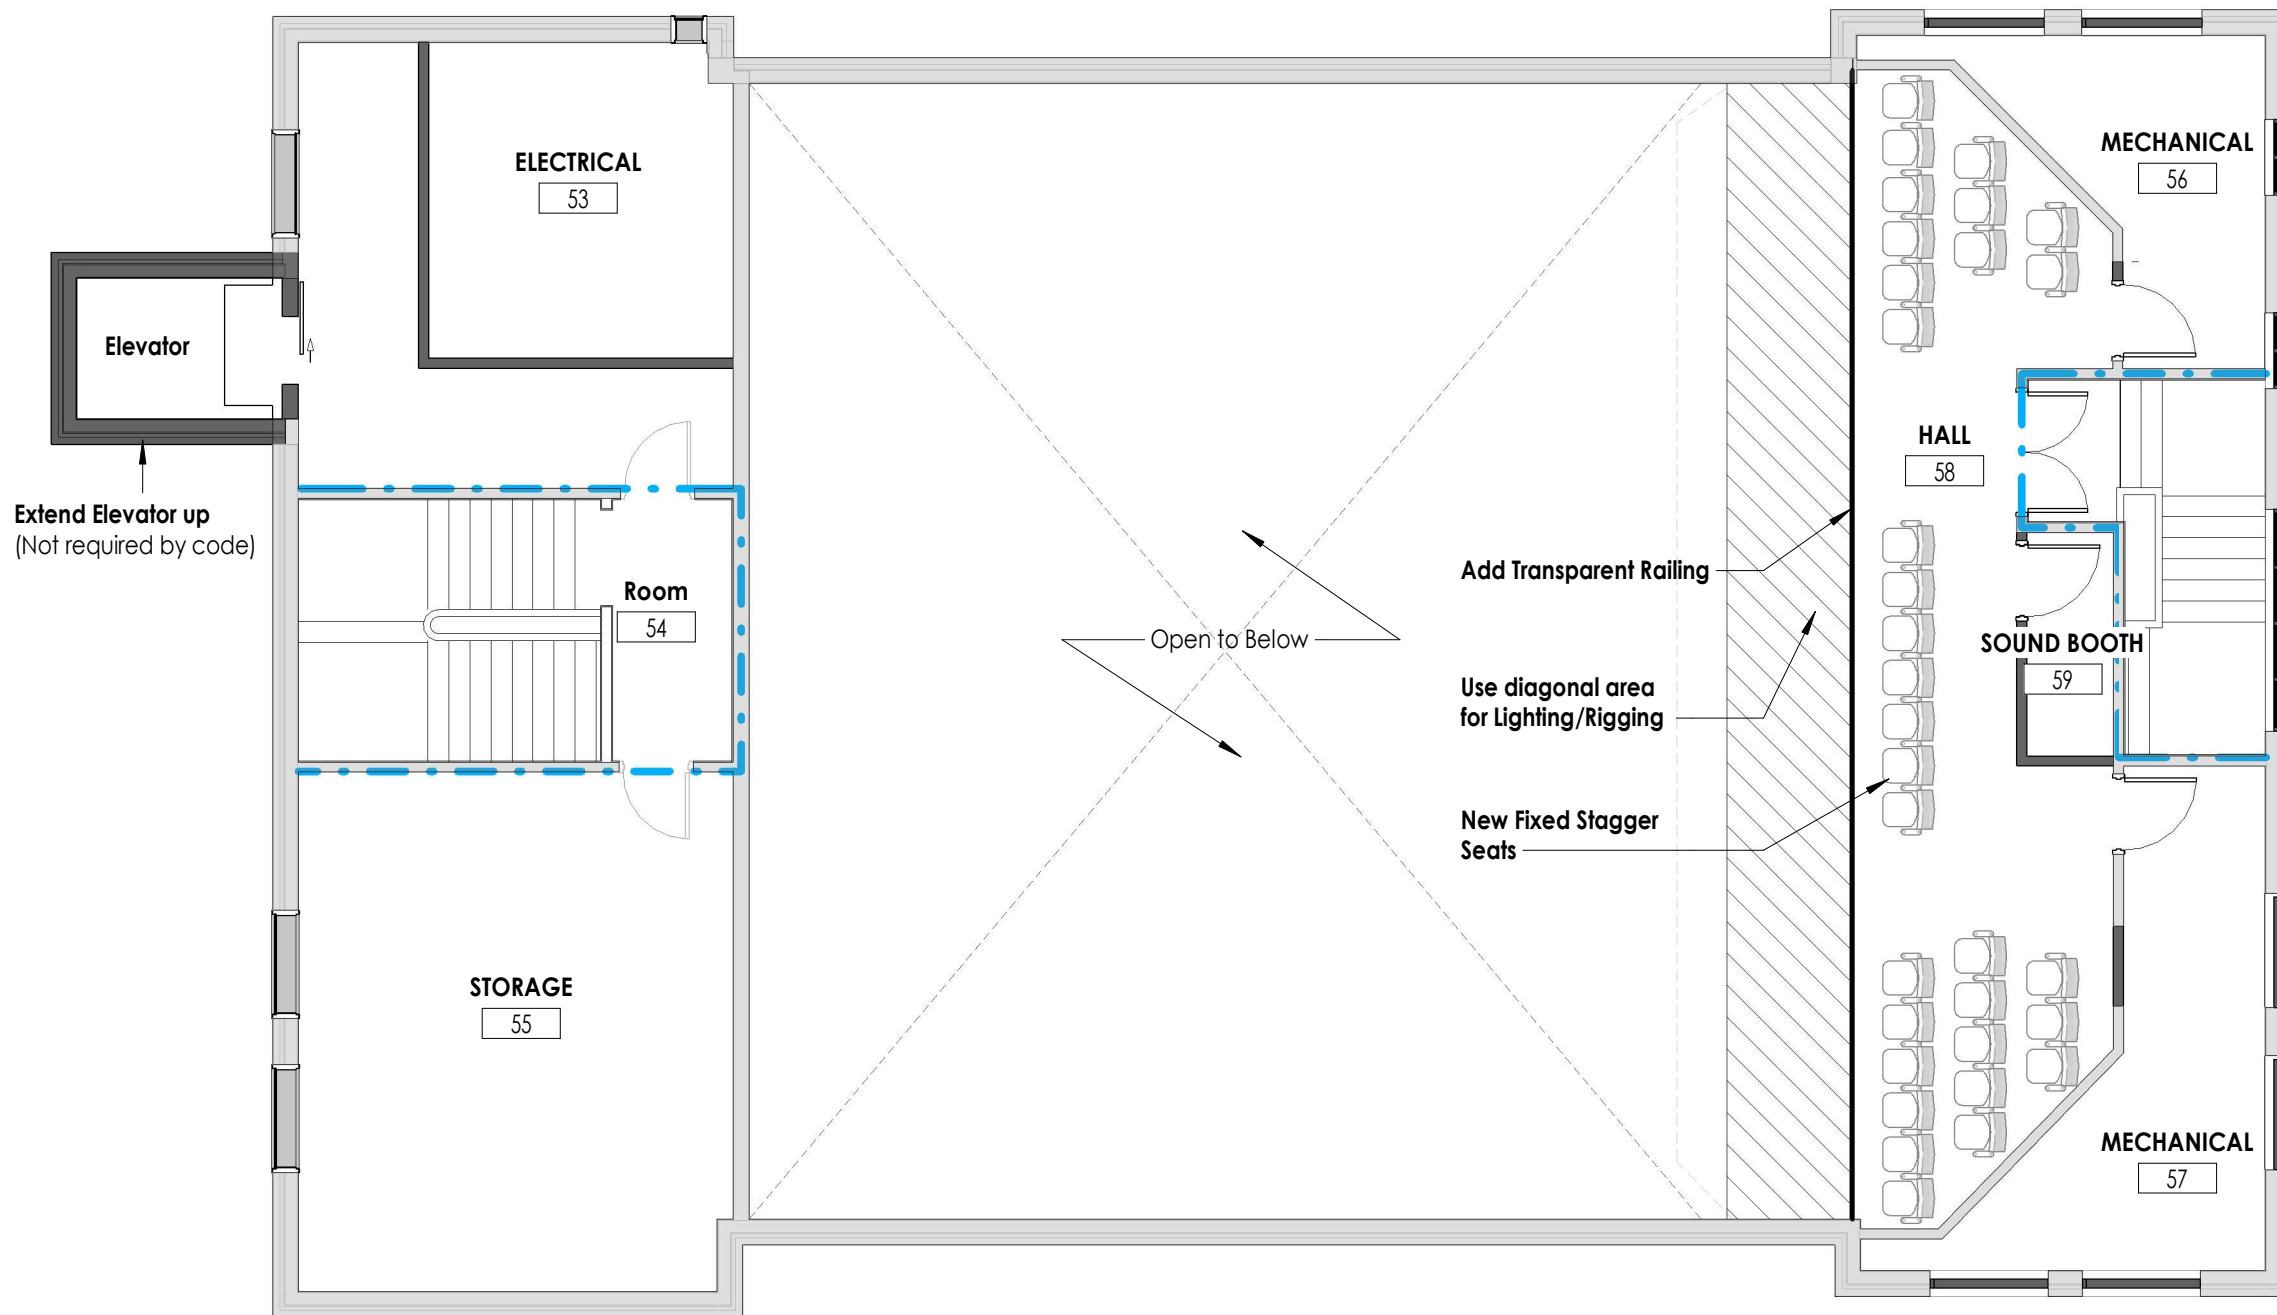 ELECTRICAL
53
MECHANICAL
56
Elevator
Extend Elevator up
(Not required by code)
HALL
58
Room
54
Add Transparent Railing
Open to Below
SOUND BOOTH
59
Use diagonal area
for Lighting/Rigging
New Fixed Stagger
Seats
STORAGE
55
MECHANICAL
57